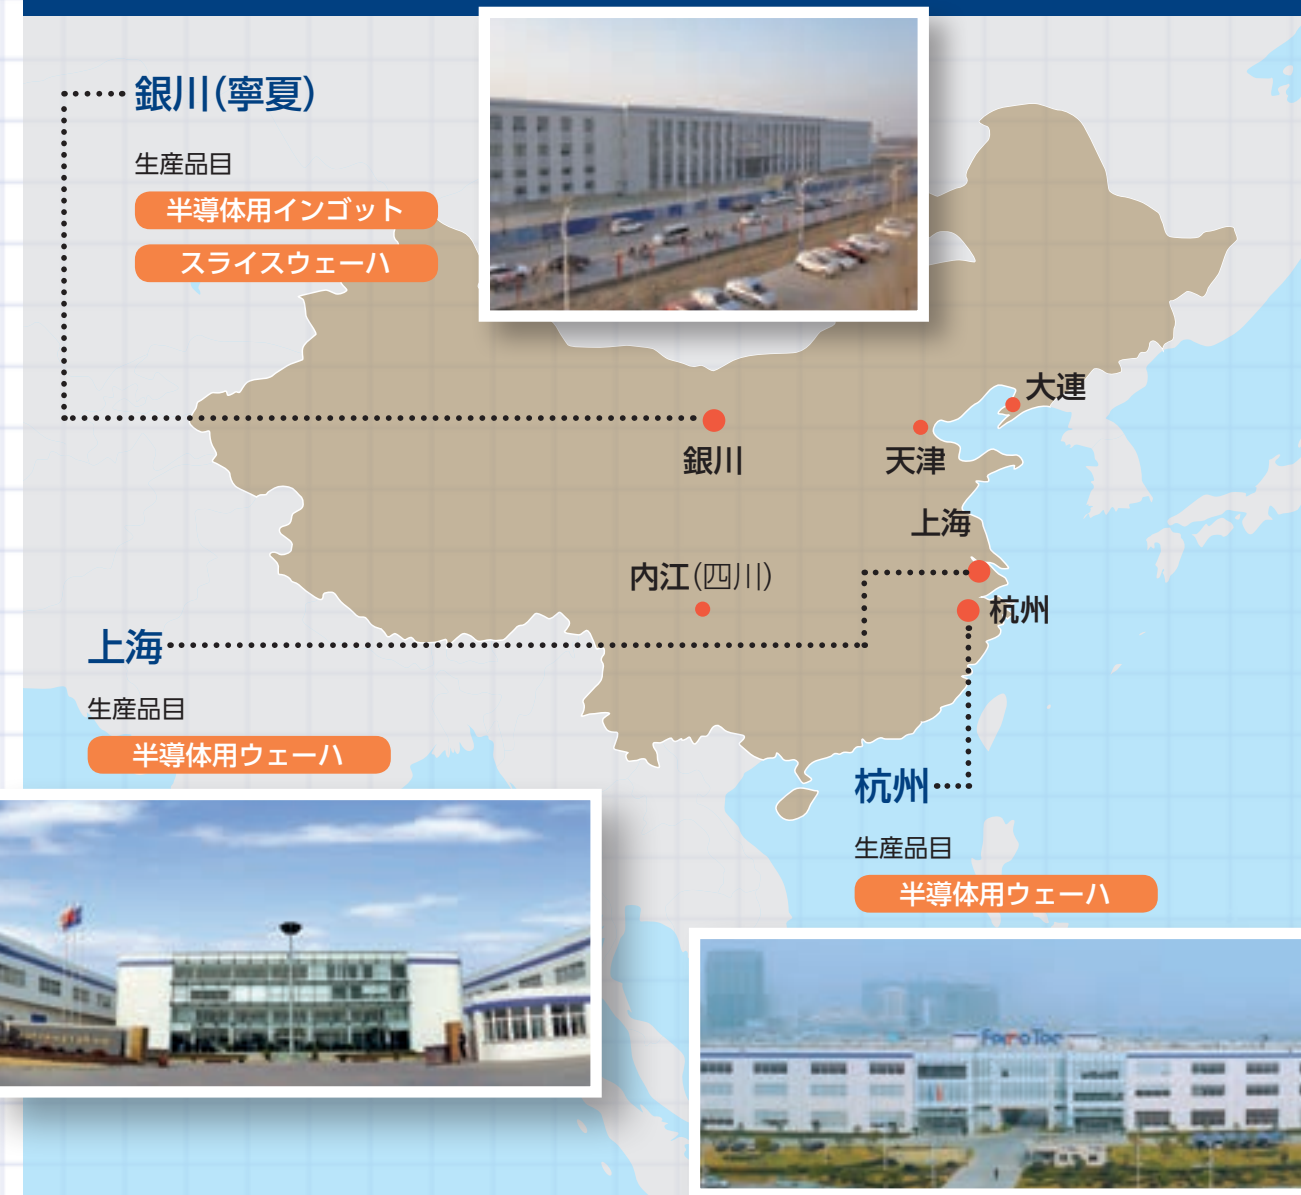 銀川(寧夏)
生産品目
半導体用インゴット
スライスウェーハ
大連
銀川
天津
上海
内江(四川)
杭州
上海
生産品目
半導体用ウェーハ
杭州
生産品目
半導体用ウェーハ
FerroTec